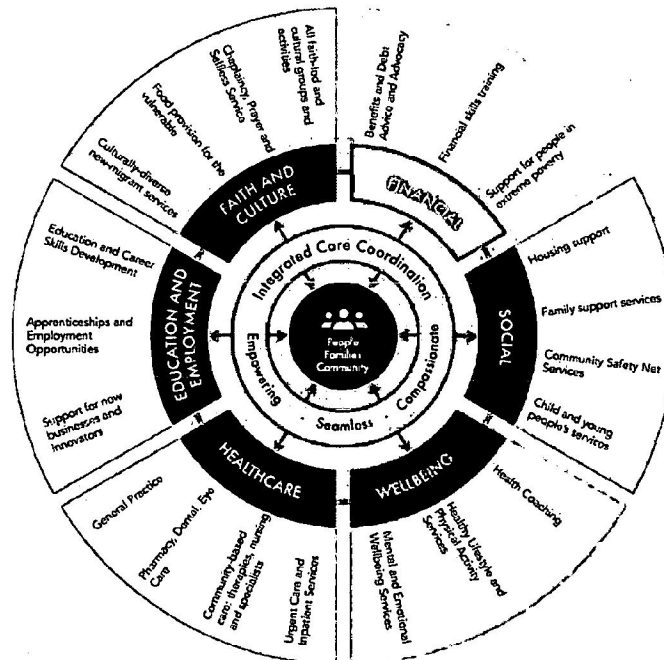 All faith-led and
cultural groups and
activities
Chaplaincy, Prayer and
Selfless Service
Food provision for the
vulnerable
Culturally-diverse
new-migrant services
FAITH AND
CULTURE
Benefits and Debt
Advice and Advocacy
Financial skills training
Support for people in
extreme poverty
FINANCIAL
Housing support
Family support services
Community Safety Net
Services
Child and young
people's services
SOCIAL
Health Coaching
Healthy Lifestyle and
Physical Activity
Services
Mental and Emotional
Wellbeing Services
WELLBEING
Urgent Care and
Inpatient Services
Community-based
care: therapies, nursing
and specialists
Pharmacy, Dental, Eye
Care
General Practice
HEALTHCARE
Support for new
businesses and
Innovators
Apprenticeships and
Employment
Opportunities
Education and Career
Skills Development
EDUCATION AND
EMPLOYMENT
Integrated Care Coordination
Empowering · Seamless · Compassionate
People
Families
Community